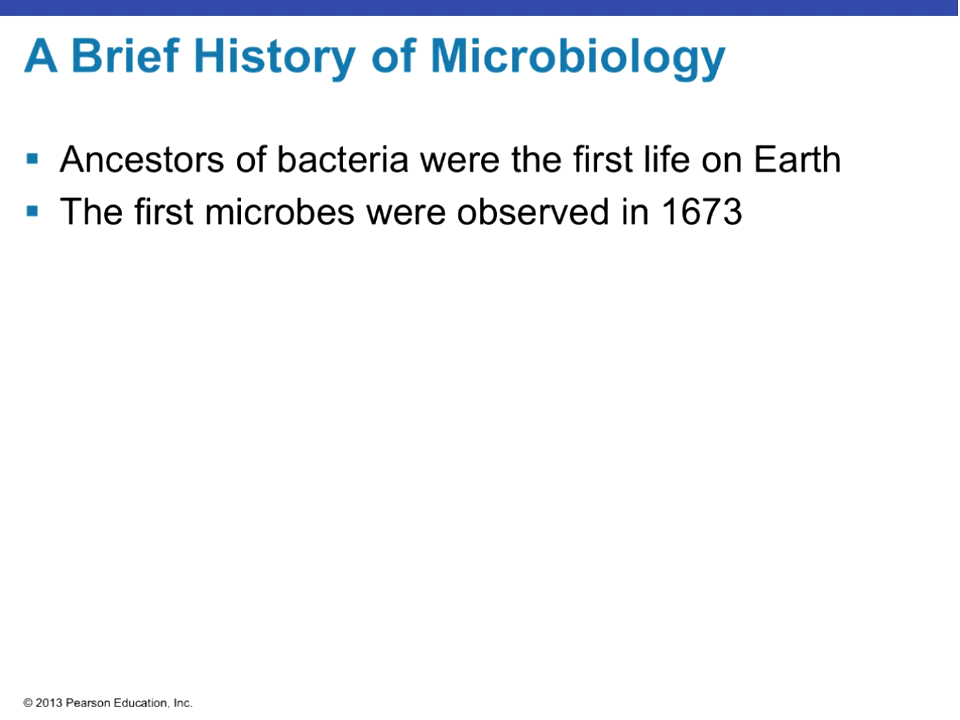 A Brief History of Microbiology
▪ Ancestors of bacteria were the first life on Earth
▪ The first microbes were observed in 1673
© 2013 Pearson Education, Inc.